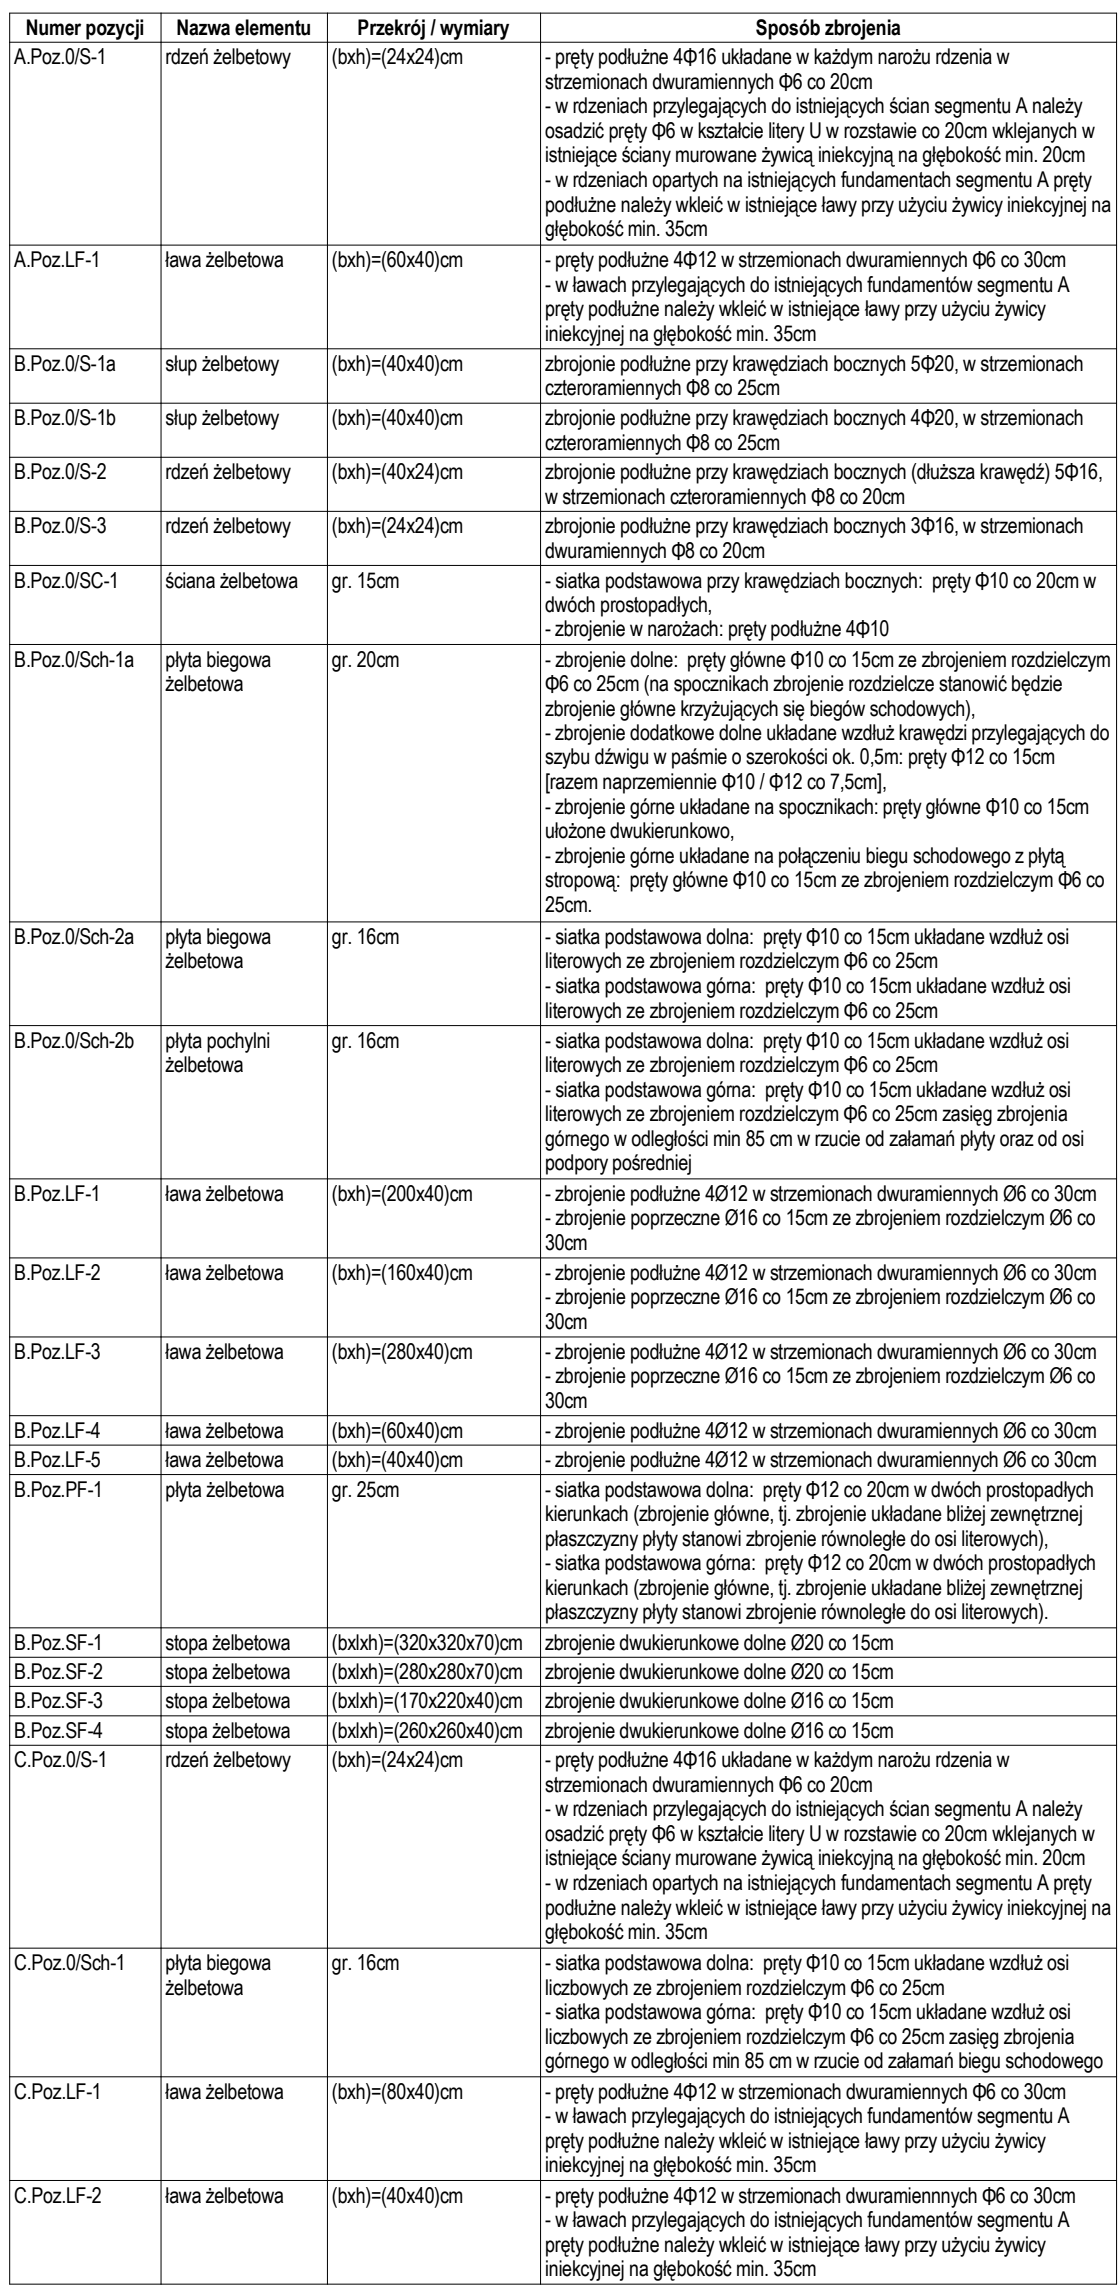 Numer pozycji Nazwa elementu Przekrój / wymiary Sposób zbrojenia
A.Poz.0/S-1 rdzeń żelbetowy (bxh)=(24x24)cm - pręty podłużne 4Φ16 układane w każdym narożu rdzenia w
strzemionach dwuramiennych Φ6 co 20cm
- w rdzeniach przylegających do istniejących ścian segmentu A należy
osadzić pręty Φ6 w kształcie litery U w rozstawie co 20cm wklejanych w
istniejące ściany murowane żywicą iniekcyjną na głębokość min. 20cm
- w rdzeniach opartych na istniejących fundamentach segmentu A pręty
podłużne należy wkleić w istniejące ławy przy użyciu żywicy iniekcyjnej na
głębokość min. 35cm
A.Poz.LF-1 ława żelbetowa (bxh)=(60x40)cm - pręty podłużne 4Φ12 w strzemionach dwuramiennych Φ6 co 30cm
- w ławach przylegających do istniejących fundamentów segmentu A
pręty podłużne należy wkleić w istniejące ławy przy użyciu żywicy
iniekcyjnej na głębokość min. 35cm
B.Poz.0/S-1a słup żelbetowy (bxh)=(40x40)cm zbrojonie podłużne przy krawędziach bocznych 5Φ20, w strzemionach
czteroramiennych Φ8 co 25cm
B.Poz.0/S-1b słup żelbetowy (bxh)=(40x40)cm zbrojonie podłużne przy krawędziach bocznych 4Φ20, w strzemionach
czteroramiennych Φ8 co 25cm
B.Poz.0/S-2 rdzeń żelbetowy (bxh)=(40x24)cm zbrojonie podłużne przy krawędziach bocznych (dłuższa krawędź) 5Φ16,
w strzemionach czteroramiennych Φ8 co 20cm
B.Poz.0/S-3 rdzeń żelbetowy (bxh)=(24x24)cm zbrojonie podłużne przy krawędziach bocznych 3Φ16, w strzemionach
dwuramiennych Φ8 co 20cm
B.Poz.0/SC-1 ściana żelbetowa gr. 15cm - siatka podstawowa przy krawędziach bocznych: pręty Φ10 co 20cm w
dwóch prostopadłych,
- zbrojenie w narożach: pręty podłużne 4Φ10
B.Poz.0/Sch-1a płyta biegowa gr. 20cm - zbrojenie dolne: pręty główne Φ10 co 15cm ze zbrojeniem rozdzielczym
żelbetowa Φ6 co 25cm (na spocznikach zbrojenie rozdzielcze stanowić będzie
zbrojenie główne krzyżujących się biegów schodowych),
- zbrojenie dodatkowe dolne układane wzdłuż krawędzi przylegających do
szybu dźwigu w paśmie o szerokości ok. 0,5m: pręty Φ12 co 15cm
[razem naprzemiennie Φ10 / Φ12 co 7,5cm],
- zbrojenie górne układane na spocznikach: pręty główne Φ10 co 15cm
ułożone dwukierunkowo,
- zbrojenie górne układane na połączeniu biegu schodowego z płytą
stropową: pręty główne Φ10 co 15cm ze zbrojeniem rozdzielczym Φ6 co
25cm.
B.Poz.0/Sch-2a płyta biegowa gr. 16cm - siatka podstawowa dolna: pręty Φ10 co 15cm układane wzdłuż osi
żelbetowa literowych ze zbrojeniem rozdzielczym Φ6 co 25cm
- siatka podstawowa górna: pręty Φ10 co 15cm układane wzdłuż osi
literowych ze zbrojeniem rozdzielczym Φ6 co 25cm
B.Poz.0/Sch-2b płyta pochylni gr. 16cm - siatka podstawowa dolna: pręty Φ10 co 15cm układane wzdłuż osi
żelbetowa literowych ze zbrojeniem rozdzielczym Φ6 co 25cm
- siatka podstawowa górna: pręty Φ10 co 15cm układane wzdłuż osi
literowych ze zbrojeniem rozdzielczym Φ6 co 25cm zasięg zbrojenia
górnego w odległości min 85 cm w rzucie od załamań płyty oraz od osi
podpory pośredniej
B.Poz.LF-1 ława żelbetowa (bxh)=(200x40)cm - zbrojenie podłużne 4Ø12 w strzemionach dwuramiennych Ø6 co 30cm
- zbrojenie poprzeczne Ø16 co 15cm ze zbrojeniem rozdzielczym Ø6 co
30cm
B.Poz.LF-2 ława żelbetowa (bxh)=(160x40)cm - zbrojenie podłużne 4Ø12 w strzemionach dwuramiennych Ø6 co 30cm
- zbrojenie poprzeczne Ø16 co 15cm ze zbrojeniem rozdzielczym Ø6 co
30cm
B.Poz.LF-3 ława żelbetowa (bxh)=(280x40)cm - zbrojenie podłużne 4Ø12 w strzemionach dwuramiennych Ø6 co 30cm
- zbrojenie poprzeczne Ø16 co 15cm ze zbrojeniem rozdzielczym Ø6 co
30cm
B.Poz.LF-4 ława żelbetowa (bxh)=(60x40)cm - zbrojenie podłużne 4Ø12 w strzemionach dwuramiennych Ø6 co 30cm
B.Poz.LF-5 ława żelbetowa (bxh)=(40x40)cm - zbrojenie podłużne 4Ø12 w strzemionach dwuramiennych Ø6 co 30cm
B.Poz.PF-1 płyta żelbetowa gr. 25cm - siatka podstawowa dolna: pręty Φ12 co 20cm w dwóch prostopadłych
kierunkach (zbrojenie główne, tj. zbrojenie układane bliżej zewnętrznej
płaszczyzny płyty stanowi zbrojenie równoległe do osi literowych),
- siatka podstawowa górna: pręty Φ12 co 20cm w dwóch prostopadłych
kierunkach (zbrojenie główne, tj. zbrojenie układane bliżej zewnętrznej
płaszczyzny płyty stanowi zbrojenie równoległe do osi literowych).
B.Poz.SF-1 stopa żelbetowa (bxlxh)=(320x320x70)cm zbrojenie dwukierunkowe dolne Ø20 co 15cm
B.Poz.SF-2 stopa żelbetowa (bxlxh)=(280x280x70)cm zbrojenie dwukierunkowe dolne Ø20 co 15cm
B.Poz.SF-3 stopa żelbetowa (bxlxh)=(170x220x40)cm zbrojenie dwukierunkowe dolne Ø16 co 15cm
B.Poz.SF-4 stopa żelbetowa (bxlxh)=(260x260x40)cm zbrojenie dwukierunkowe dolne Ø16 co 15cm
C.Poz.0/S-1 rdzeń żelbetowy (bxh)=(24x24)cm - pręty podłużne 4Φ16 układane w każdym narożu rdzenia w
strzemionach dwuramiennych Φ6 co 20cm
- w rdzeniach przylegających do istniejących ścian segmentu A należy
osadzić pręty Φ6 w kształcie litery U w rozstawie co 20cm wklejanych w
istniejące ściany murowane żywicą iniekcyjną na głębokość min. 20cm
- w rdzeniach opartych na istniejących fundamentach segmentu A pręty
podłużne należy wkleić w istniejące ławy przy użyciu żywicy iniekcyjnej na
głębokość min. 35cm
C.Poz.0/Sch-1 płyta biegowa gr. 16cm - siatka podstawowa dolna: pręty Φ10 co 15cm układane wzdłuż osi
żelbetowa liczbowych ze zbrojeniem rozdzielczym Φ6 co 25cm
- siatka podstawowa górna: pręty Φ10 co 15cm układane wzdłuż osi
liczbowych ze zbrojeniem rozdzielczym Φ6 co 25cm zasięg zbrojenia
górnego w odległości min 85 cm w rzucie od załamań biegu schodowego
C.Poz.LF-1 ława żelbetowa (bxh)=(80x40)cm - pręty podłużne 4Φ12 w strzemionach dwuramiennych Φ6 co 30cm
- w ławach przylegających do istniejących fundamentów segmentu A
pręty podłużne należy wkleić w istniejące ławy przy użyciu żywicy
iniekcyjnej na głębokość min. 35cm
C.Poz.LF-2 ława żelbetowa (bxh)=(40x40)cm - pręty podłużne 4Φ12 w strzemionach dwuramiennnych Φ6 co 30cm
- w ławach przylegających do istniejących fundamentów segmentu A
pręty podłużne należy wkleić w istniejące ławy przy użyciu żywicy
iniekcyjnej na głębokość min. 35cm